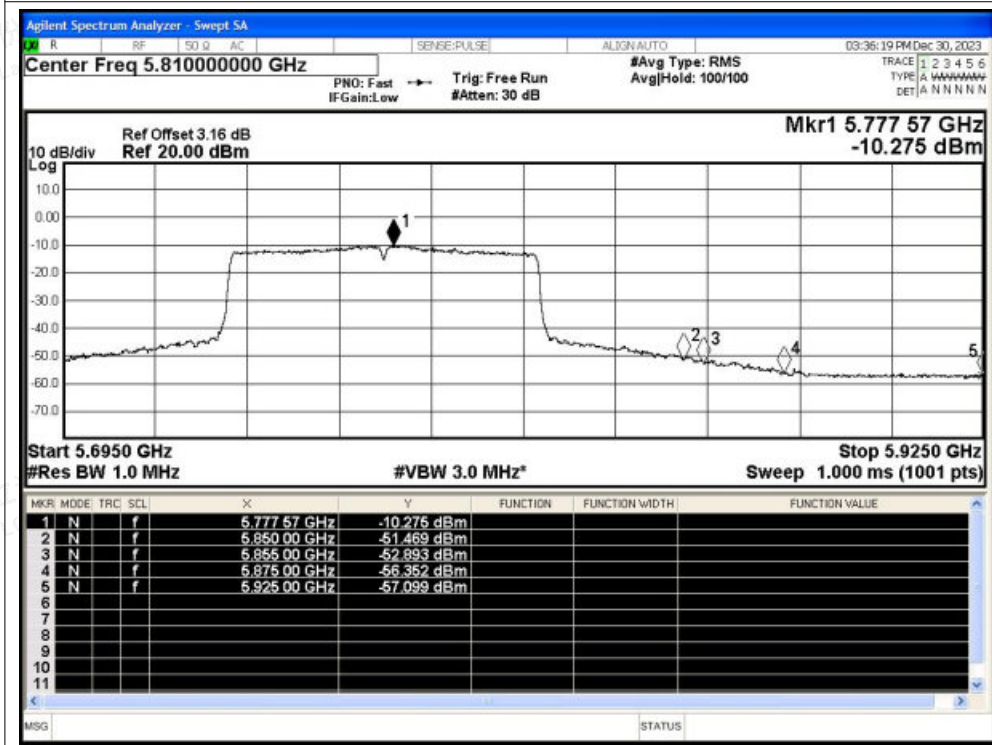 Agilent Spectrum Analyzer - Swept SA
R RF 50 Ω AC SENSE:PULSE ALIGN AUTO 03:36:19 PM Dec 30, 2023
Center Freq 5.810000000 GHz #Avg Type: RMS TRACE 1 2 3 4 5 6
PNO: Fast Trig: Free Run Avg|Hold: 100/100 TYPE A WWWWW
IFGain:Low #Atten: 30 dB DET A N N N N N
Mkr1 5.777 57 GHz
Ref Offset 3.16 dB
10 dB/div Ref 20.00 dBm -10.275 dBm
Log
10.0
0.00
1
-10.0
-20.0
-30.0
-40.0
2 3
4 5
-50.0
-60.0
-70.0
Start 5.6950 GHz Stop 5.9250 GHz
#Res BW 1.0 MHz #VBW 3.0 MHz* Sweep 1.000 ms (1001 pts)
MKR MODE TRC SCL X Y FUNCTION FUNCTION WIDTH FUNCTION VALUE
1 N f 5.777 57 GHz -10.275 dBm
2 N f 5.850 00 GHz -51.469 dBm
3 N f 5.855 00 GHz -52.893 dBm
4 N f 5.875 00 GHz -56.352 dBm
5 N f 5.925 00 GHz -57.099 dBm
6
7
8
9
10
11
MSG STATUS